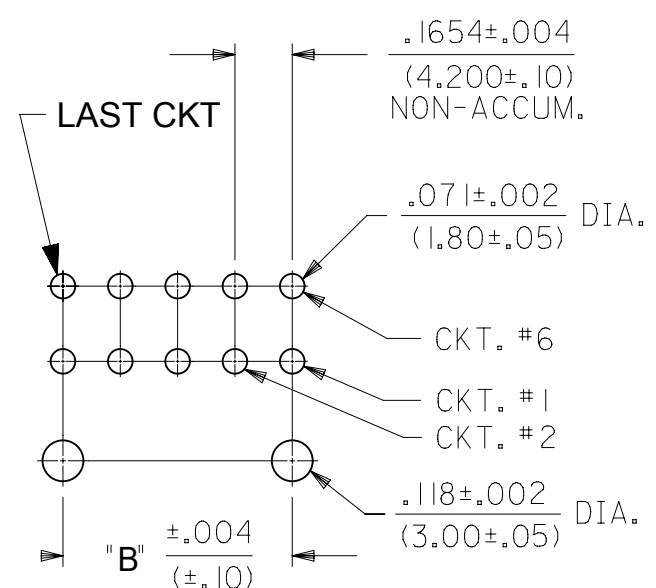 .1654±.004
(4.200±.10)
NON-ACCUM.
LAST CKT
.071±.002
(1.80±.05)
DIA.
CKT. #6
CKT. #1
CKT. #2
.118±.002
(3.00±.05)
DIA.
"B" ±.004
(±.10)